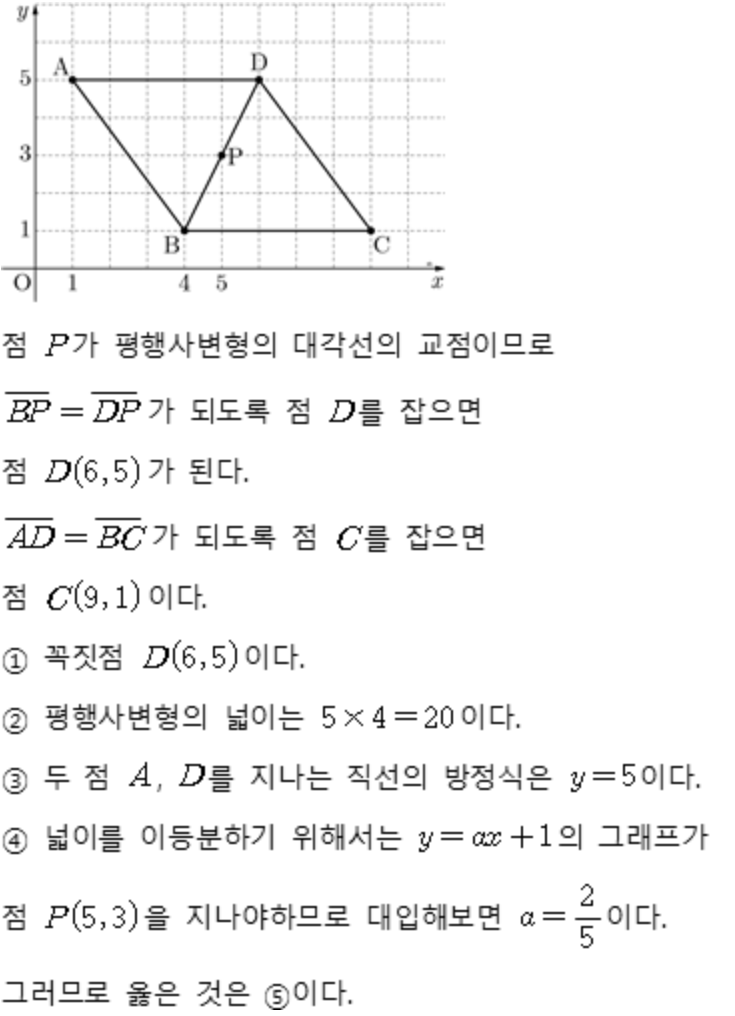 y
A
D
5
3
P
1
B
C
O
1
4
5
x
점 P가 평행사변형의 대각선의 교점이므로
\overline{BP} = \overline{DP} 가 되도록 점 D를 잡으면
점 D(6,5)가 된다.
\overline{AD} = \overline{BC} 가 되도록 점 C를 잡으면
점 C(9,1)이다.
① 꼭짓점 D(6,5)이다.
② 평행사변형의 넓이는 5×4=20이다.
③ 두 점 A, D를 지나는 직선의 방정식은 y=5이다.
④ 넓이를 이등분하기 위해서는 y=ax+1의 그래프가
점 P(5,3)을 지나야하므로 대입해보면 a=\frac{2}{5}이다.
그러므로 옳은 것은 ⑤이다.